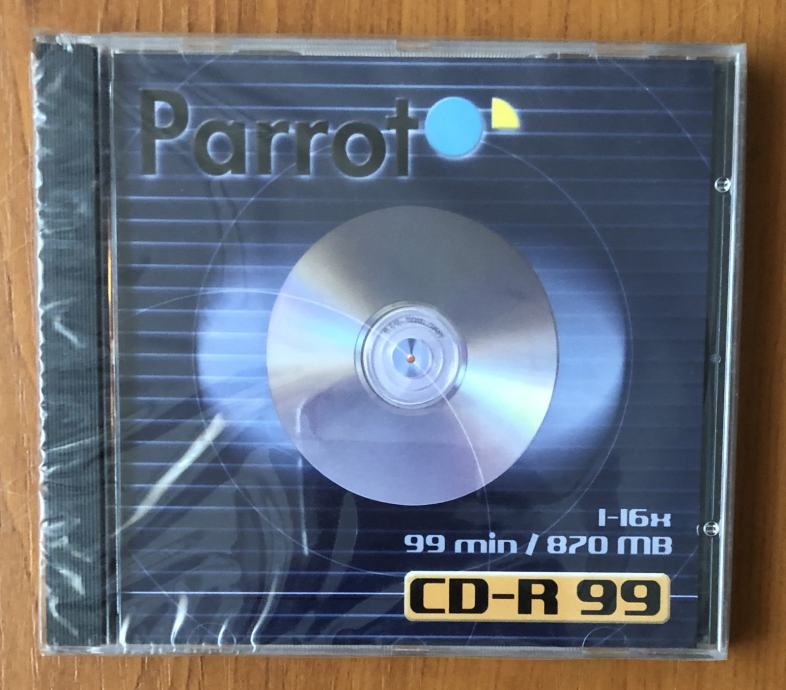 Parrot
1-16x
99 min / 870 MB
CD-R 99